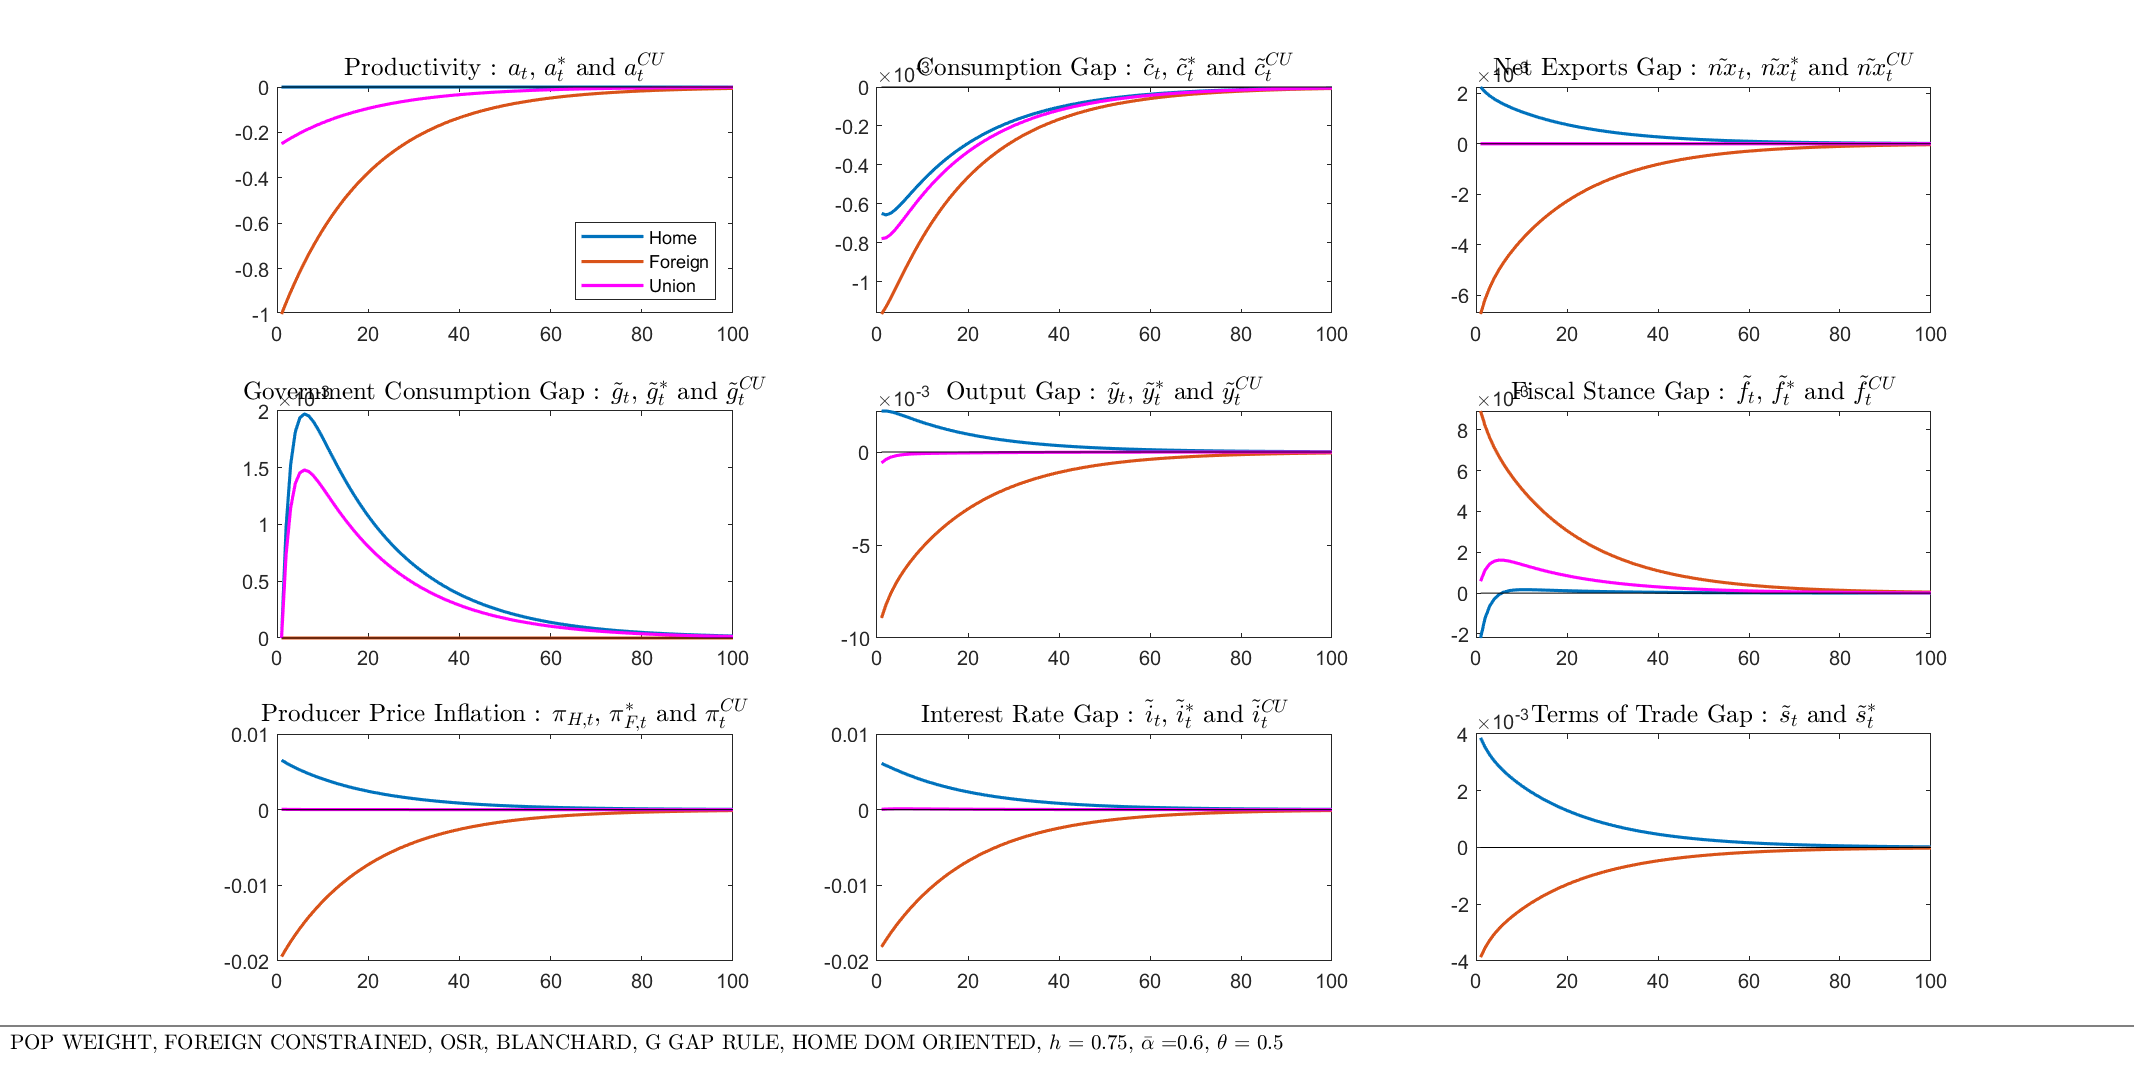 Productivity : a_t, a_t^* and a_t^{CU}
0
-0.2
-0.4
-0.6
-0.8
-1
0 20 40 60 80 100
Home
Foreign
Union
Consumption Gap : c̃_t, c̃_t^* and c̃_t^{CU}
×10^{-3}
0
-0.2
-0.4
-0.6
-0.8
-1
0 20 40 60 80 100
Net Exports Gap : ñx_t, ñx_t^* and ñx_t^{CU}
×10^{-3}
2
0
-2
-4
-6
0 20 40 60 80 100
Government Consumption Gap : g̃_t, g̃_t^* and g̃_t^{CU}
×10^{-3}
2
1.5
1
0.5
0
0 20 40 60 80 100
Output Gap : ỹ_t, ỹ_t^* and ỹ_t^{CU}
×10^{-3}
0
-5
-10
0 20 40 60 80 100
Fiscal Stance Gap : f̃_t, f̃_t^* and f̃_t^{CU}
×10^{-3}
8
6
4
2
0
-2
0 20 40 60 80 100
Producer Price Inflation : π_{H,t}, π_{F,t}^* and π_t^{CU}
0.01
0
-0.01
-0.02
0 20 40 60 80 100
Interest Rate Gap : ĩ_t, ĩ_t^* and ĩ_t^{CU}
0.01
0
-0.01
-0.02
0 20 40 60 80 100
Terms of Trade Gap : s̃_t and s̃_t^*
×10^{-3}
4
2
0
-2
-4
0 20 40 60 80 100
POP WEIGHT, FOREIGN CONSTRAINED, OSR, BLANCHARD, G GAP RULE, HOME DOM ORIENTED, h = 0.75, ᾱ =0.6, θ = 0.5